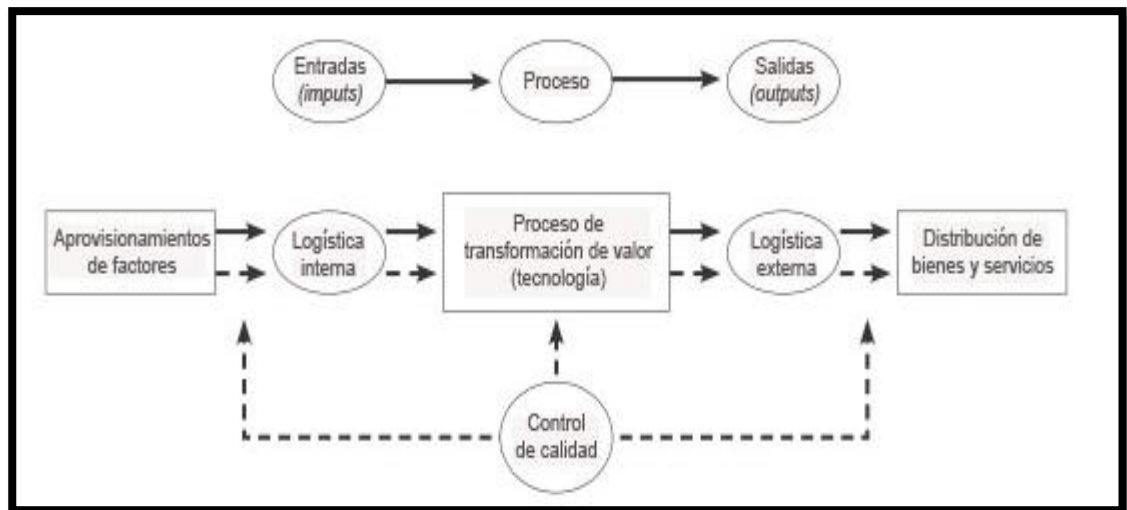 Entradas
(imputs)
Proceso
Salidas
(outputs)
Aprovisionamientos
de factores
Logística
interna
Proceso de
transformación de valor
(tecnología)
Logística
externa
Distribución de
bienes y servicios
Control
de calidad